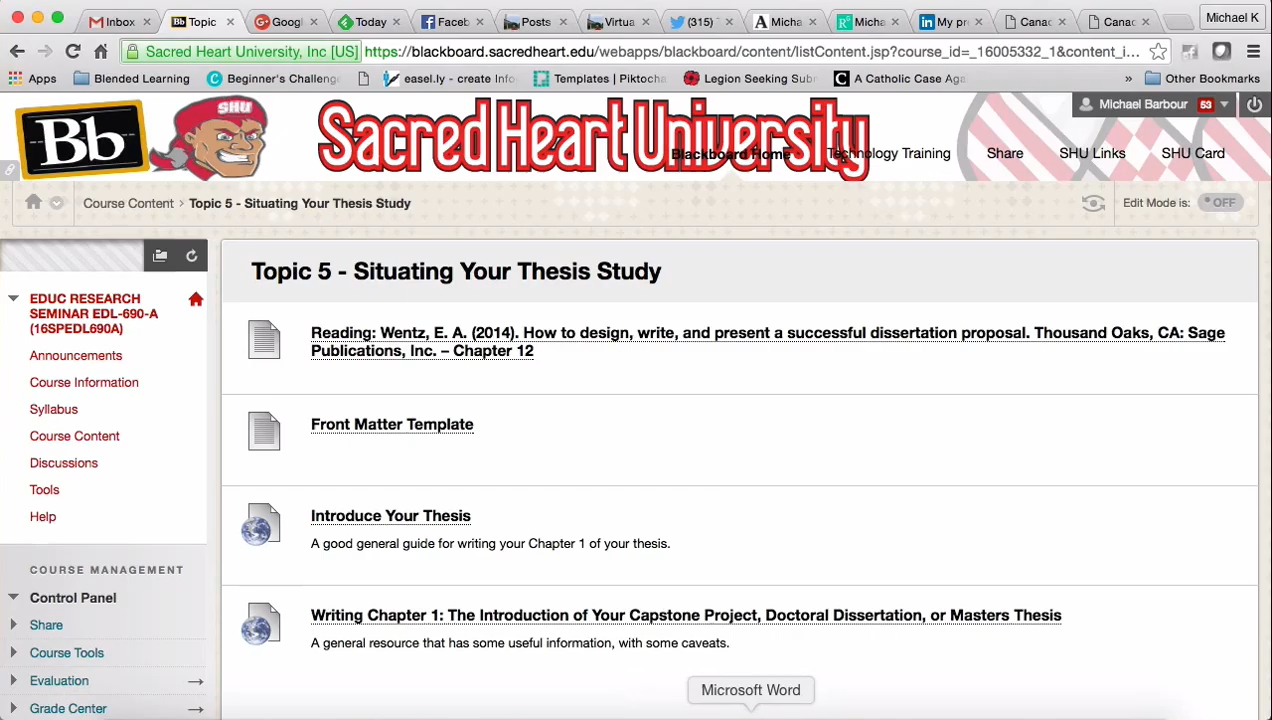 Inbox
Topic
Googl
Today
Faceb
Posts
Virtua
(315)
Micha
Micha
My pr
Canac
Canac
Michael K
Sacred Heart University, Inc [US] https://blackboard.sacredheart.edu/webapps/blackboard/content/listContent.jsp?course_id=_16005332_1&content_i...
Apps
Blended Learning
Beginner's Challeng
easel.ly - create Info
Templates | Piktocha
Legion Seeking Sub
A Catholic Case Aga
»
Other Bookmarks
Bb
SHU
Sacred Heart University
Michael Barbour 53
Blackboard Home
Technology Training
Share
SHU Links
SHU Card
Course Content > Topic 5 - Situating Your Thesis Study
Edit Mode is: OFF
EDUC RESEARCH
SEMINAR EDL-690-A
(16SPEDL690A)
Announcements
Course Information
Syllabus
Course Content
Discussions
Tools
Help
COURSE MANAGEMENT
Control Panel
Share
Course Tools
Evaluation
Grade Center
Topic 5 - Situating Your Thesis Study
Reading: Wentz, E. A. (2014). How to design, write, and present a successful dissertation proposal. Thousand Oaks, CA: Sage
Publications, Inc. – Chapter 12
Front Matter Template
Introduce Your Thesis
A good general guide for writing your Chapter 1 of your thesis.
Writing Chapter 1: The Introduction of Your Capstone Project, Doctoral Dissertation, or Masters Thesis
A general resource that has some useful information, with some caveats.
Microsoft Word